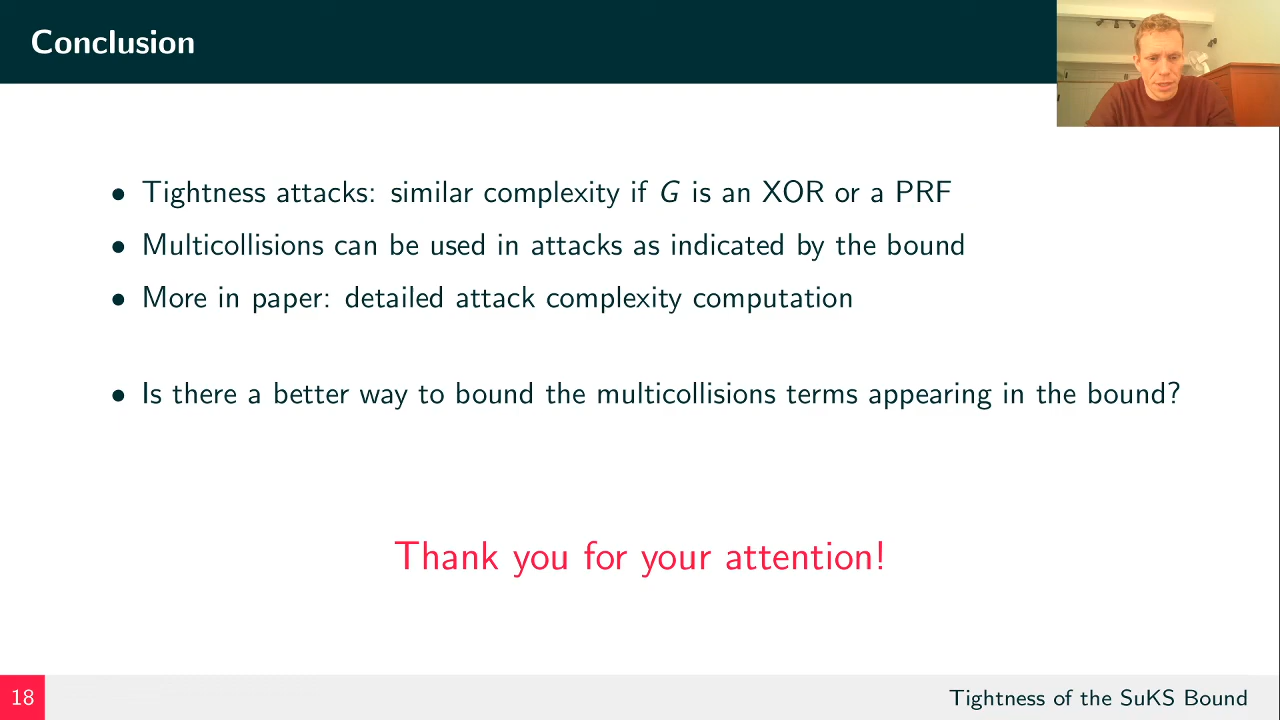 Conclusion
• Tightness attacks: similar complexity if G is an XOR or a PRF
• Multicollisions can be used in attacks as indicated by the bound
• More in paper: detailed attack complexity computation
• Is there a better way to bound the multicollisions terms appearing in the bound?
Thank you for your attention!
18
Tightness of the SuKS Bound